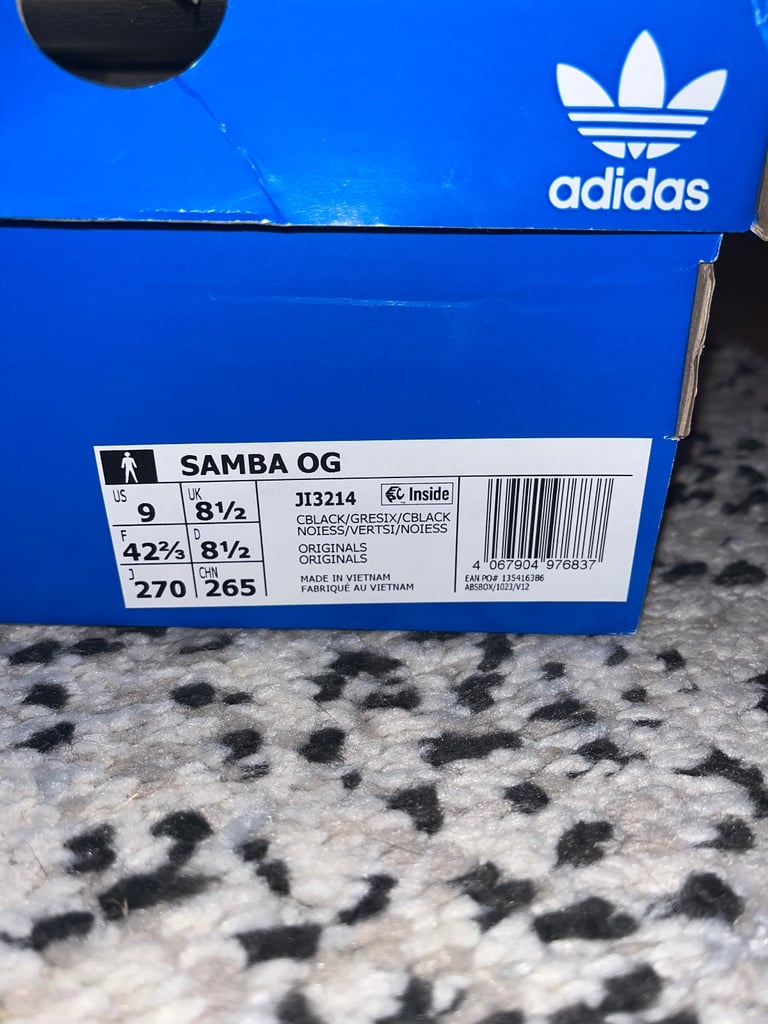 adidas
SAMBA OG
US 9 UK 8½
F 42⅔ D 8½
J 270 CHN 265
JI3214 Inside
CBLACK/GRESIX/CBLACK
NOIESS/VERTSI/NOIESS
ORIGINALS
ORIGINALS
MADE IN VIETNAM
FABRIQUÉ AU VIETNAM
4 067904 976837
EAN PO# 135416386
ABSBOX/1023/V12